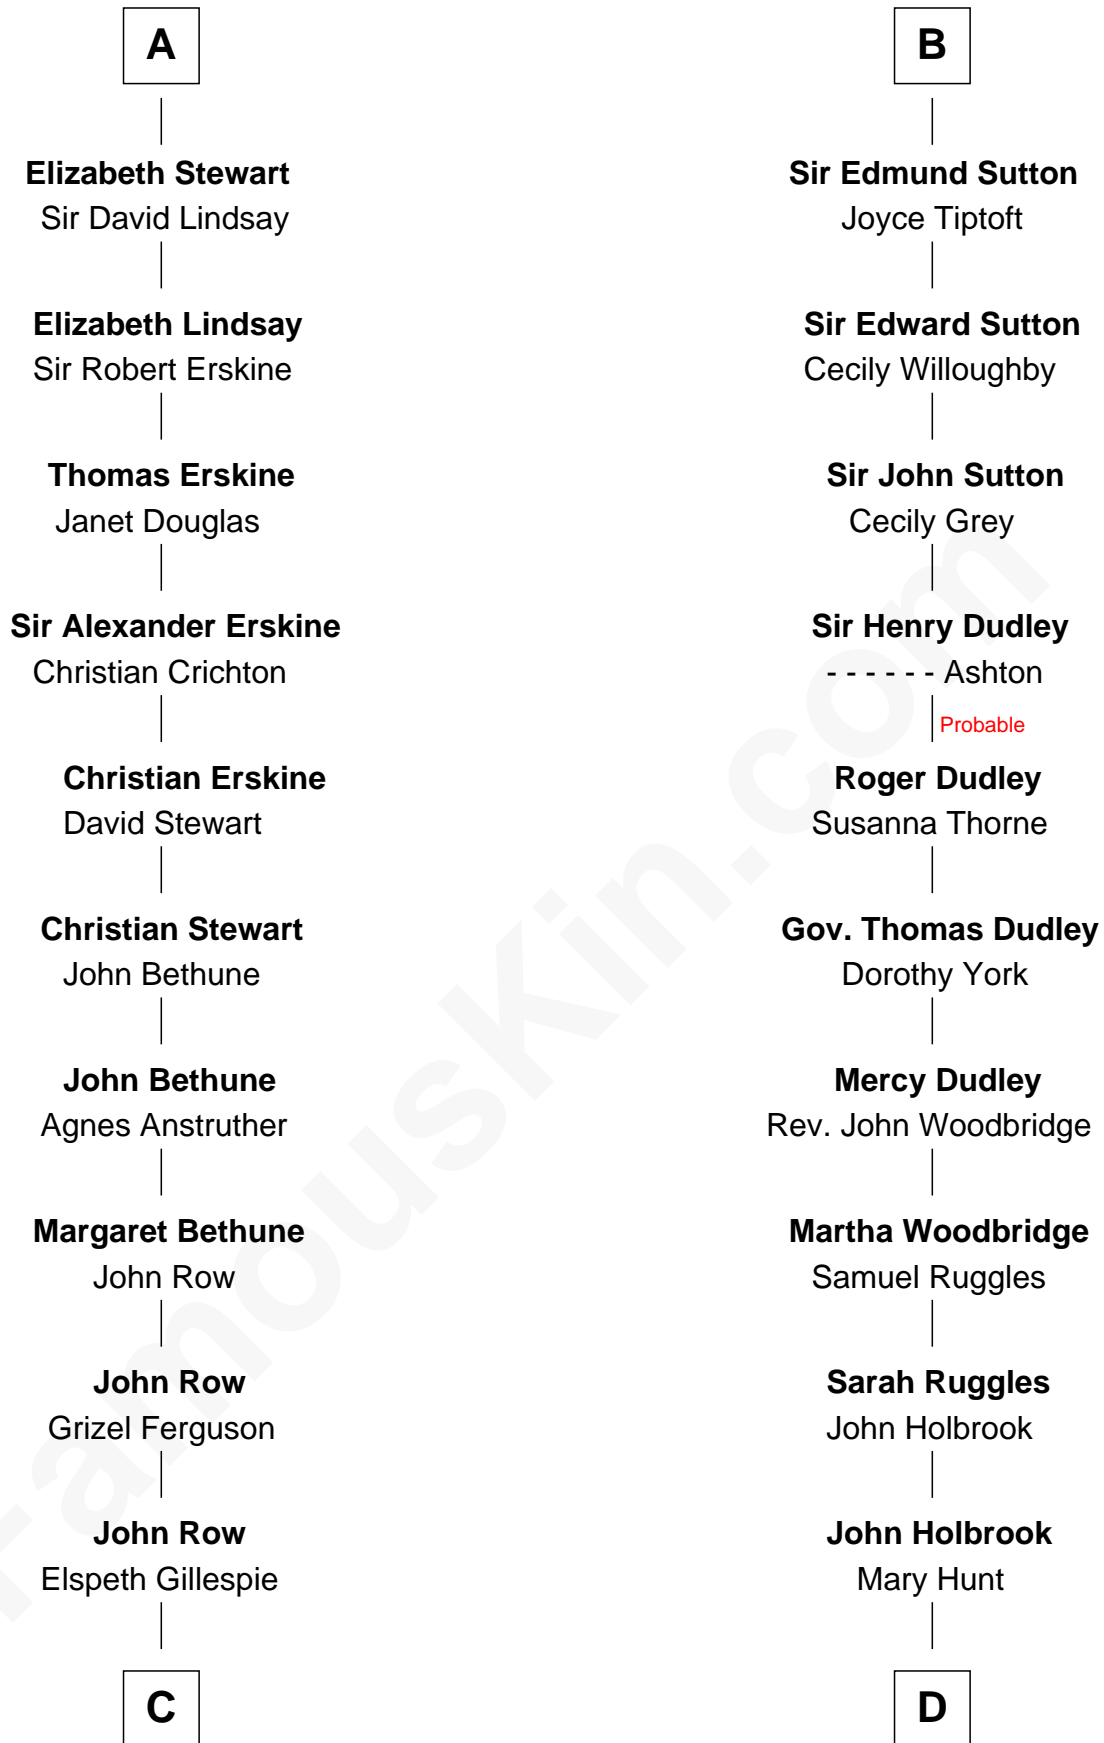 A
Elizabeth Stewart
Sir David Lindsay
Elizabeth Lindsay
Sir Robert Erskine
Thomas Erskine
Janet Douglas
Sir Alexander Erskine
Christian Crichton
Christian Erskine
David Stewart
Christian Stewart
John Bethune
John Bethune
Agnes Anstruther
Margaret Bethune
John Row
John Row
Grizel Ferguson
John Row
Elspeth Gillespie
C
B
Sir Edmund Sutton
Joyce Tiptoft
Sir Edward Sutton
Cecily Willoughby
Sir John Sutton
Cecily Grey
Sir Henry Dudley
- - - - - - Ashton
Probable
Roger Dudley
Susanna Thorne
Gov. Thomas Dudley
Dorothy York
Mercy Dudley
Rev. John Woodbridge
Martha Woodbridge
Samuel Ruggles
Sarah Ruggles
John Holbrook
John Holbrook
Mary Hunt
D
FamousKin.com